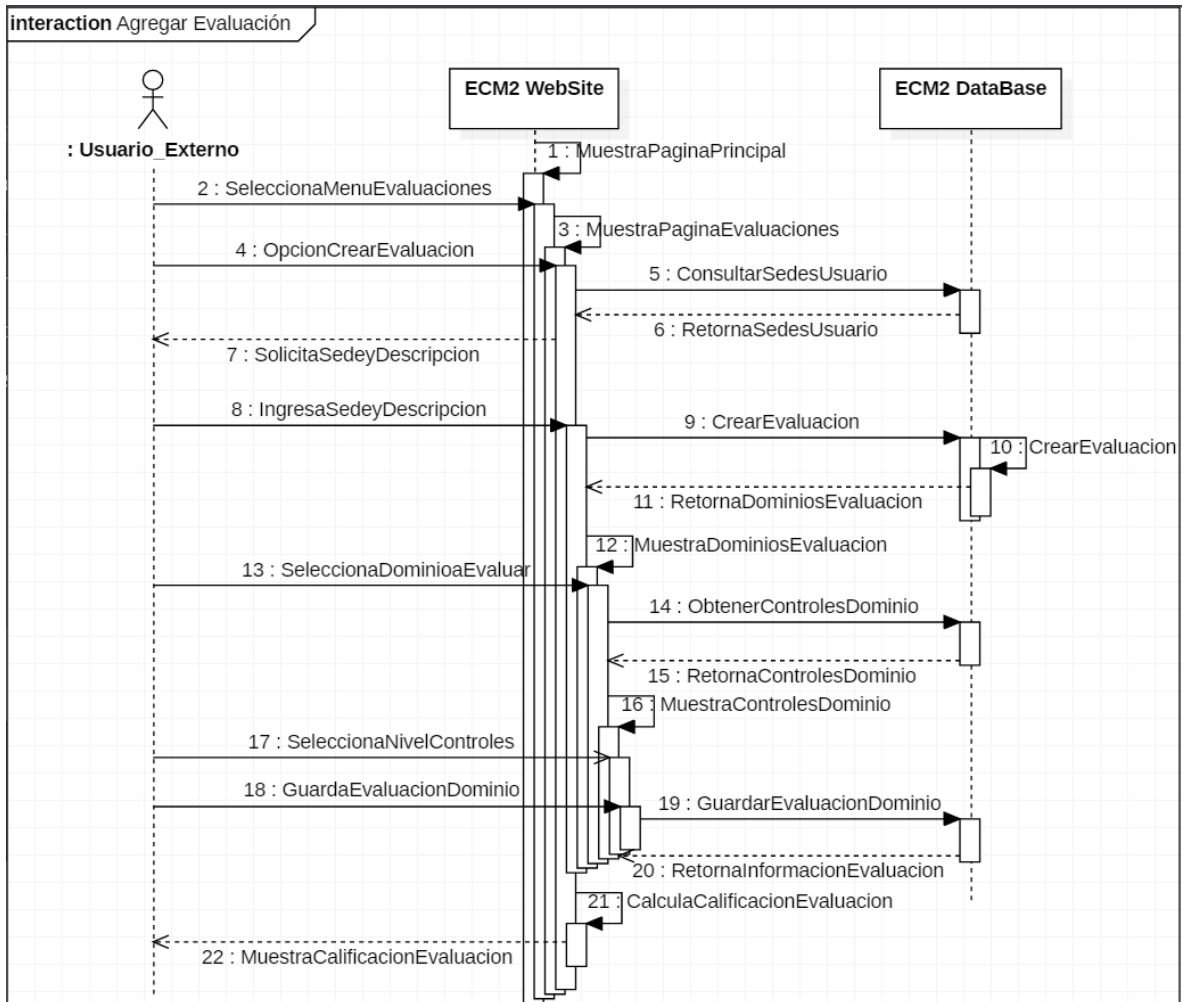 interaction Agregar Evaluación
ECM2 WebSite
ECM2 DataBase
: Usuario_Externo
1 : MuestraPaginaPrincipal
2 : SeleccionaMenuEvaluaciones
3 : MuestraPaginaEvaluaciones
4 : OpcionCrearEvaluacion
5 : ConsultarSedesUsuario
6 : RetornaSedesUsuario
7 : SolicitaSedeyDescripcion
8 : IngresaSedeyDescripcion
9 : CrearEvaluacion
10 : CrearEvaluacion
11 : RetornaDominiosEvaluacion
12 : MuestraDominiosEvaluacion
13 : SeleccionaDominioaEvaluar
14 : ObtenerControlesDominio
15 : RetornaControlesDominio
16 : MuestraControlesDominio
17 : SeleccionaNivelControles
18 : GuardaEvaluacionDominio
19 : GuardarEvaluacionDominio
20 : RetornaInformacionEvaluacion
21 : CalculaCalificacionEvaluacion
22 : MuestraCalificacionEvaluacion